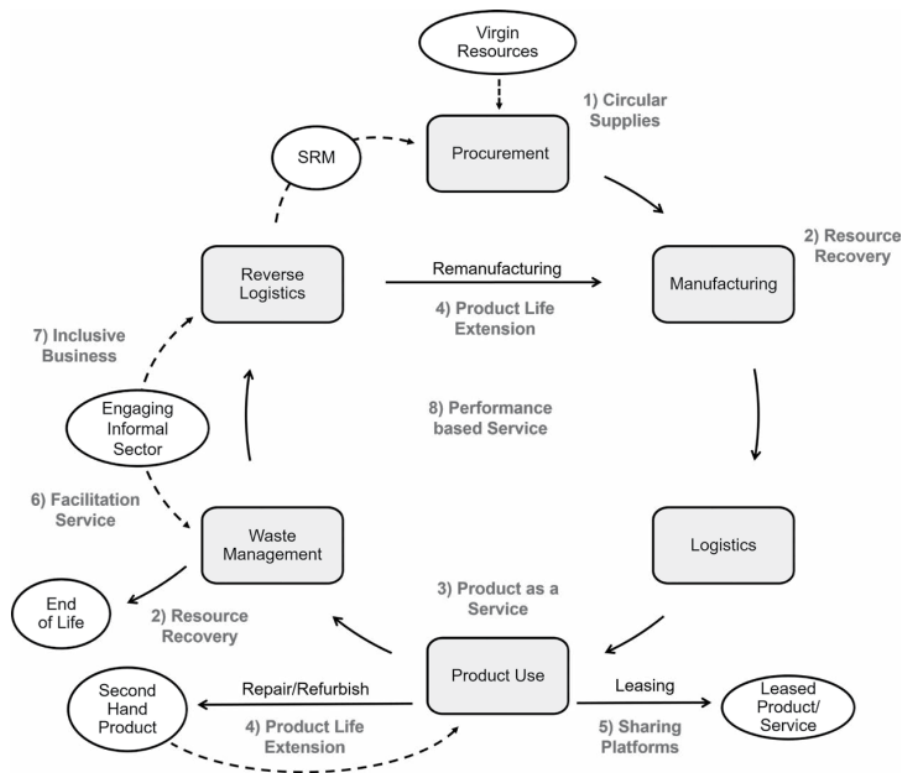 Virgin
Resources
1) Circular
Supplies
SRM
Procurement
2) Resource
Recovery
Reverse
Logistics
Remanufacturing
Manufacturing
4) Product Life
Extension
7) Inclusive
Business
Engaging
Informal
Sector
8) Performance
based Service
6) Facilitation
Service
Waste
Management
Logistics
End
of Life
2) Resource
Recovery
3) Product as a
Service
Product Use
Second
Hand
Product
Repair/Refurbish
4) Product Life
Extension
Leasing
5) Sharing
Platforms
Leased
Product/
Service